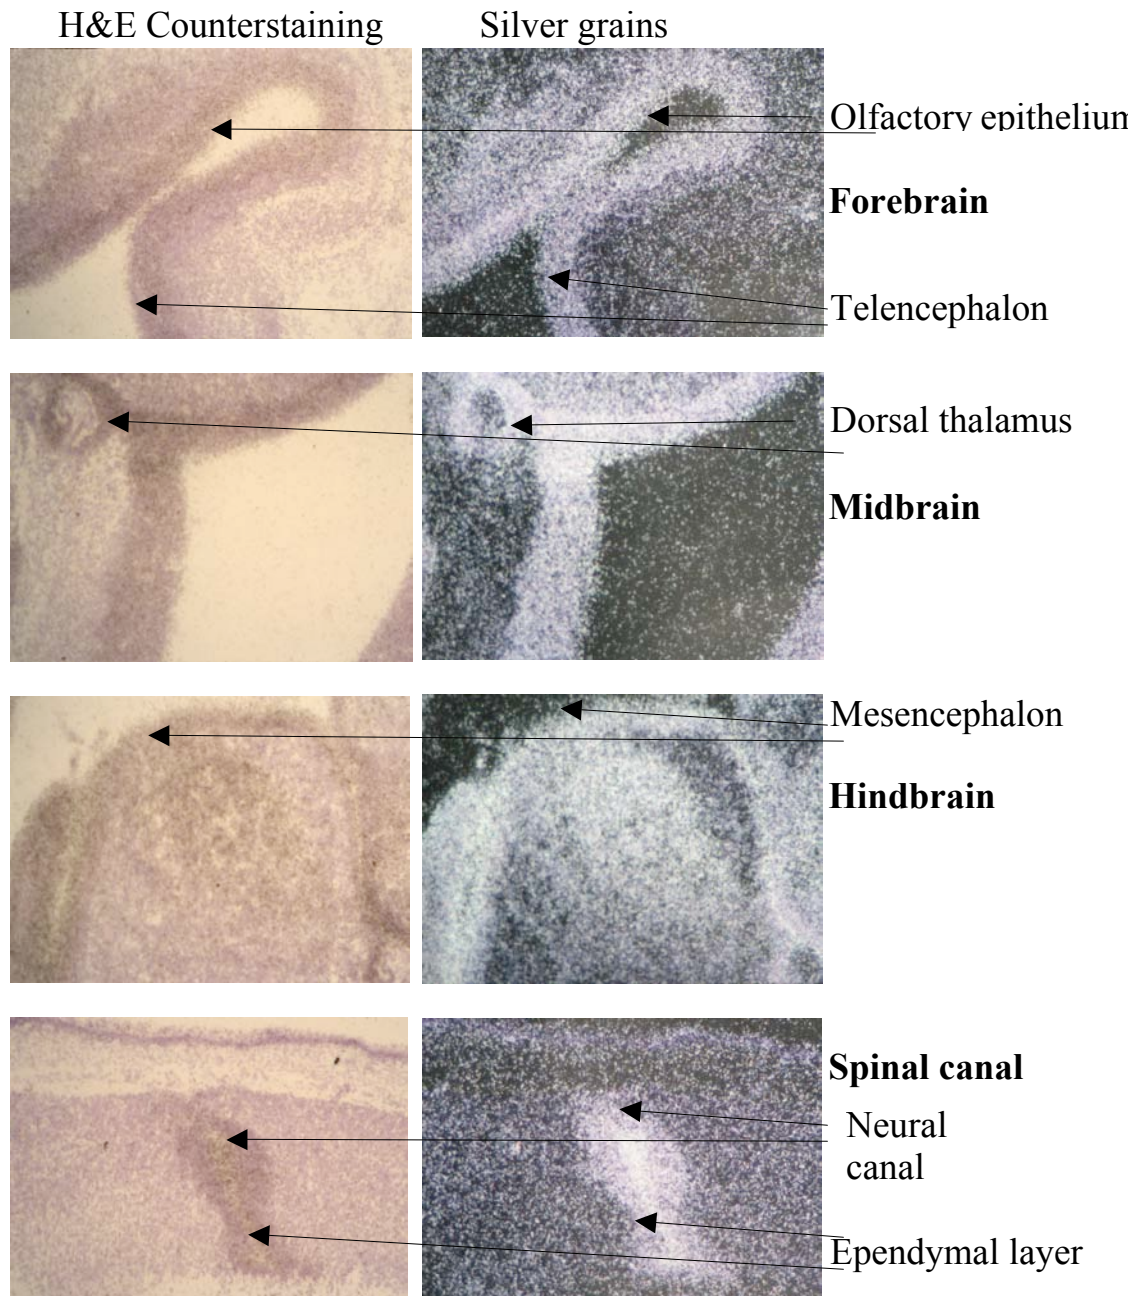 H&E Counterstaining Silver grains
Olfactory epithelium
Forebrain
Telencephalon
Dorsal thalamus
Midbrain
Mesencephalon
Hindbrain
Spinal canal
Neural
canal
Ependymal layer